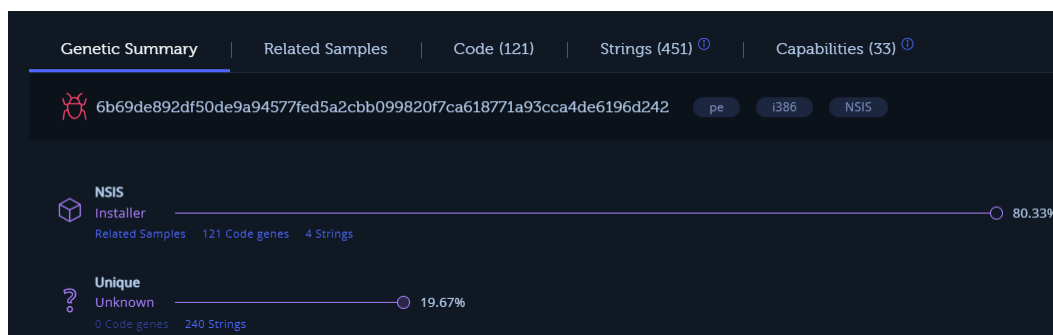 Genetic Summary | Related Samples | Code (121) | Strings (451) | Capabilities (33)
6b69de892df50de9a94577fed5a2cbb099820f7ca618771a93cca4de6196d242 pe i386 NSIS
NSIS
Installer 80.33%
Related Samples 121 Code genes 4 Strings
Unique
Unknown 19.67%
0 Code genes 240 Strings